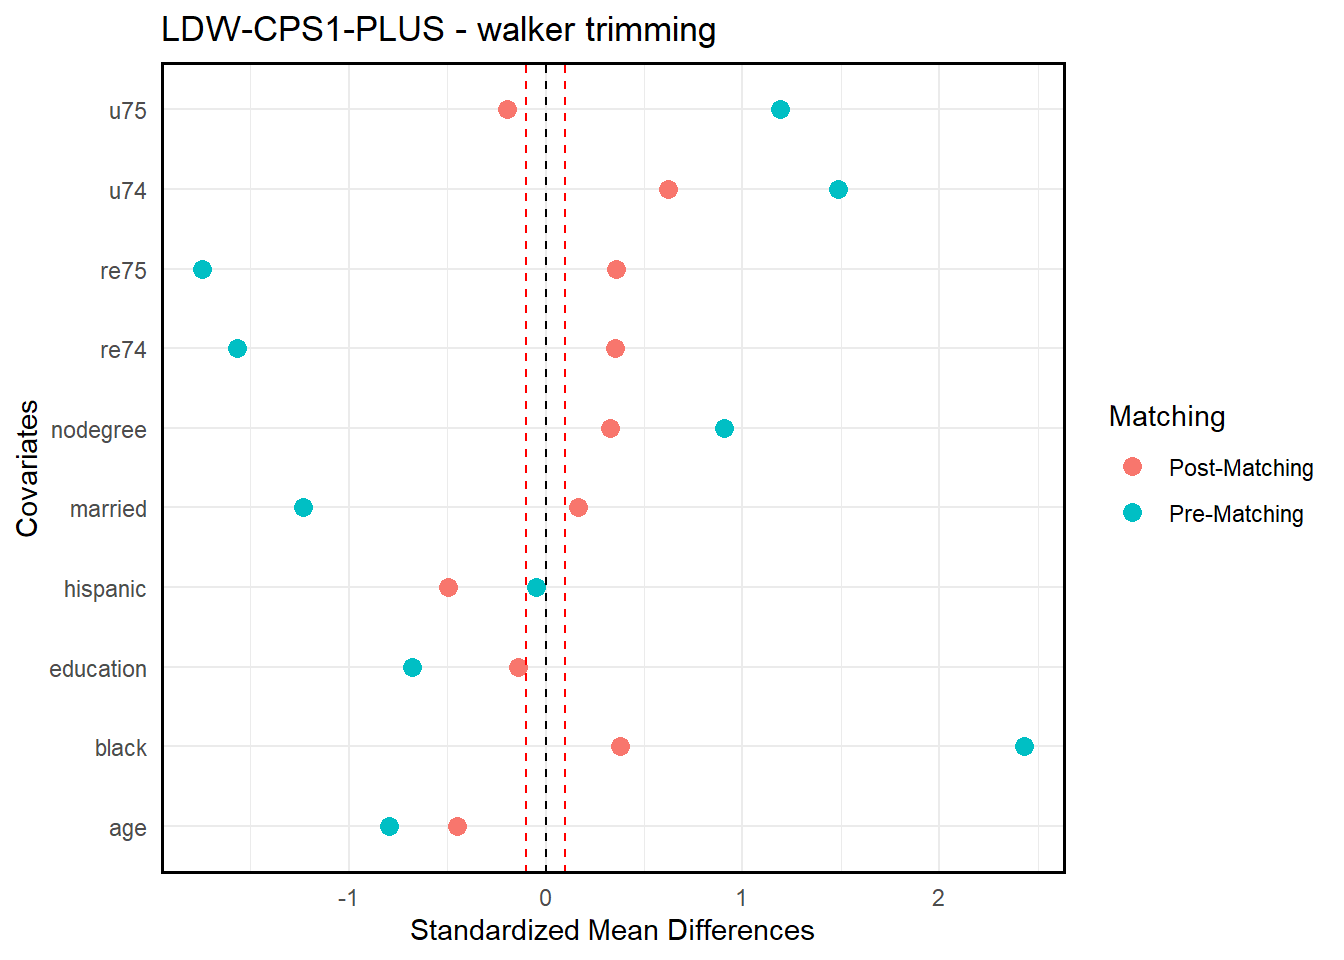 LDW-CPS1-PLUS - walker trimming
Covariates
u75
u74
re75
re74
nodegree
married
hispanic
education
black
age
-1 0 1 2
Standardized Mean Differences
Matching
Post-Matching
Pre-Matching